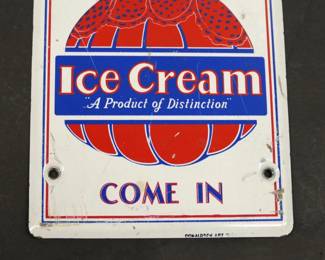 Ice Cream
"A Product of Distinction"
COME IN